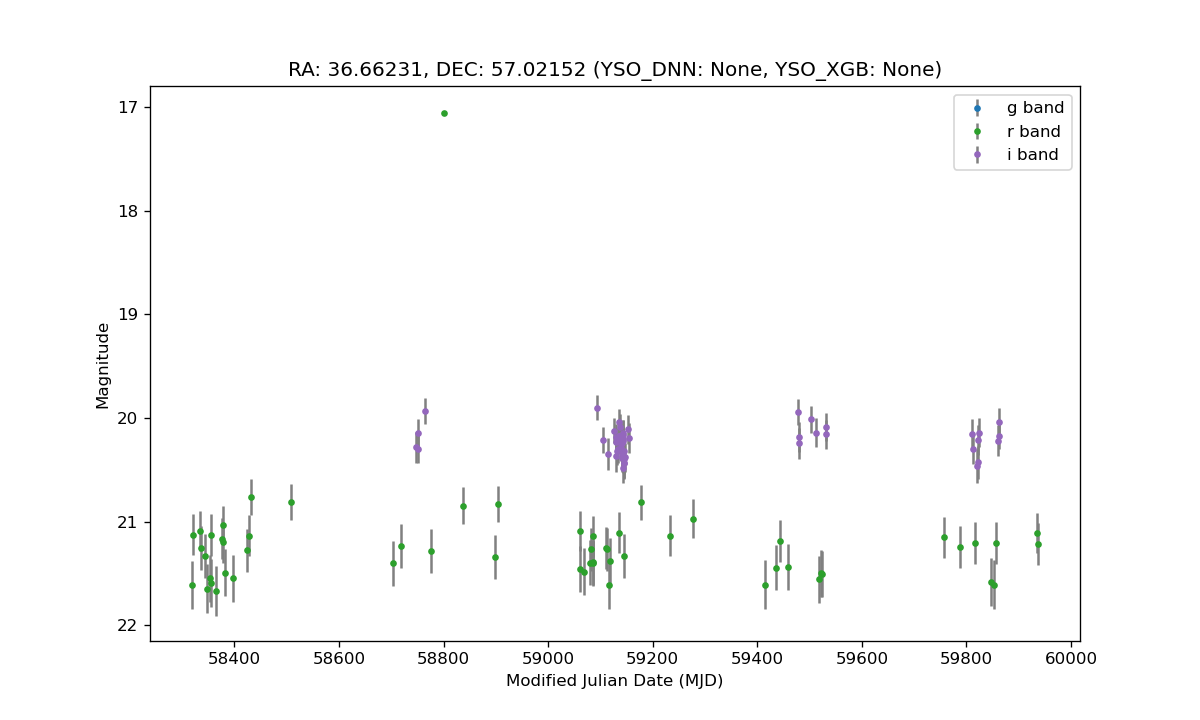 RA: 36.66231, DEC: 57.02152 (YSO_DNN: None, YSO_XGB: None)
g band
r band
i band
17
18
19
20
21
22
Magnitude
58400 58600 58800 59000 59200 59400 59600 59800 60000
Modified Julian Date (MJD)